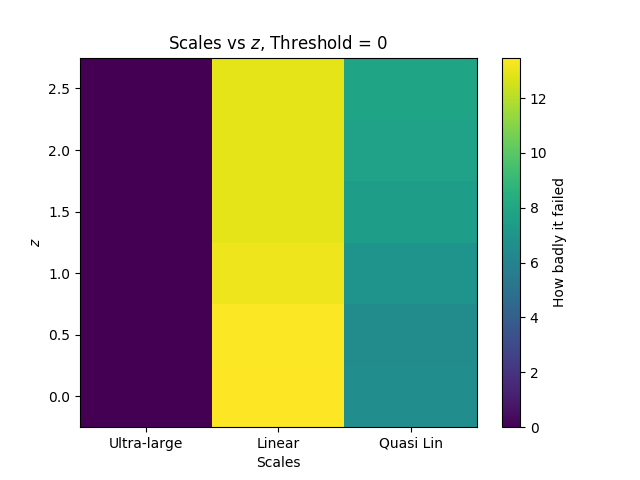 Scales vs z, Threshold = 0
2.5
2.0
1.5
1.0
0.5
0.0
z
Ultra-large Linear Quasi Lin
Scales
12
10
8
6
4
2
0
How badly it failed